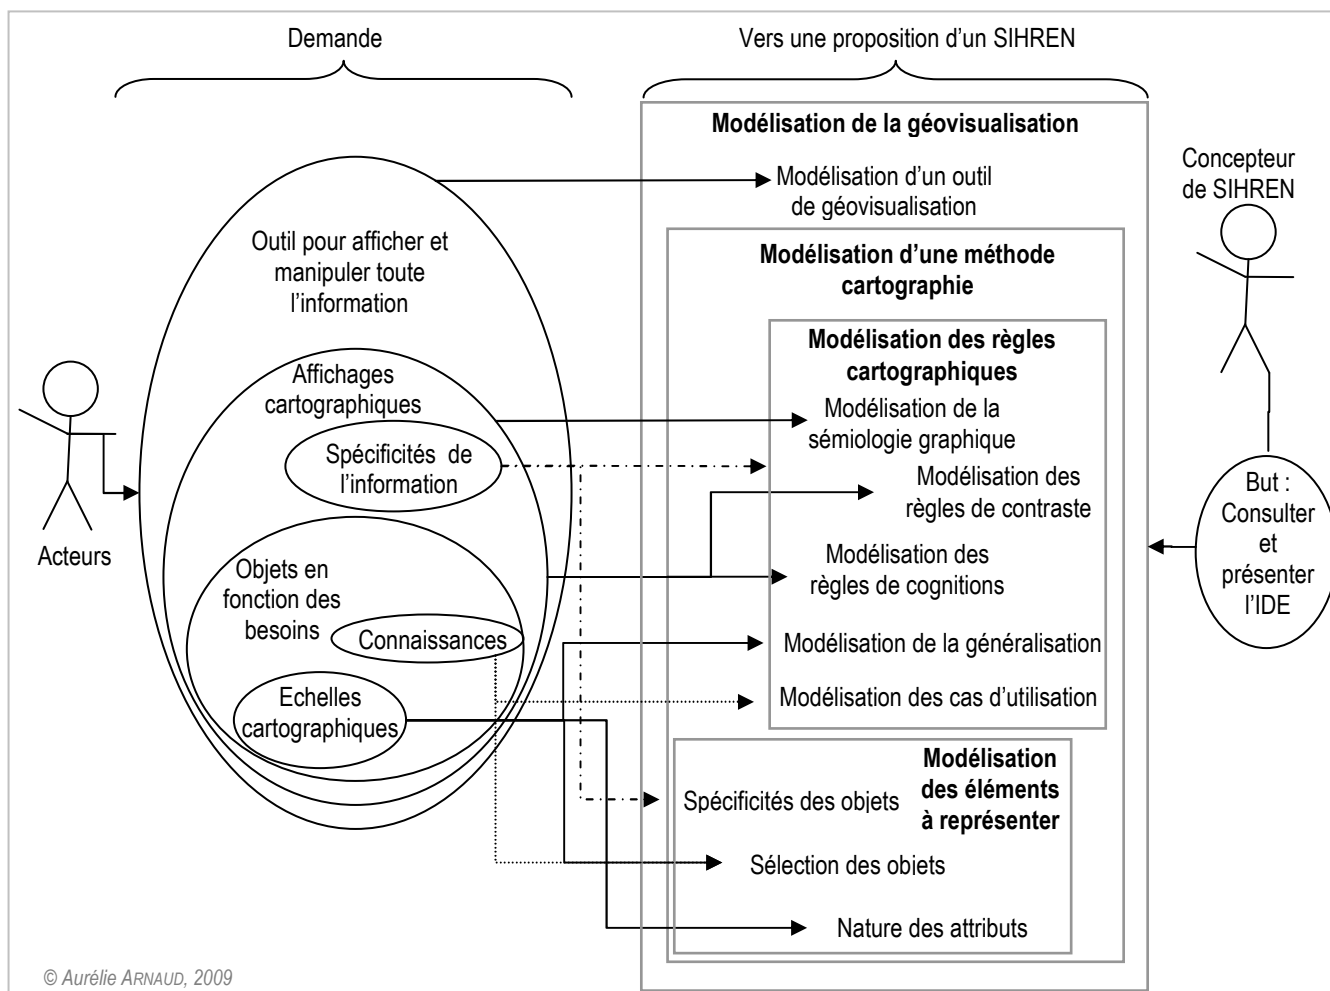 Demande
Vers une proposition d'un SIHREN
Modélisation de la géovisualisation
Concepteur
de SIHREN
Modélisation d'un outil
de géovisualisation
Outil pour afficher et
manipuler toute
l'information
Modélisation d'une méthode
cartographie
Modélisation des règles
cartographiques
Affichages
cartographiques
Modélisation de la
sémiologie graphique
Spécificités de
l'information
Modélisation des
règles de contraste
But :
Consulter
et
présenter
l'IDE
Acteurs
Objets en
fonction des
besoins
Modélisation des
règles de cognitions
Connaissances
Modélisation de la généralisation
Echelles
cartographiques
Modélisation des cas d'utilisation
Modélisation
des éléments
à représenter
Spécificités des objets
Sélection des objets
Nature des attributs
© Aurélie ARNAUD, 2009